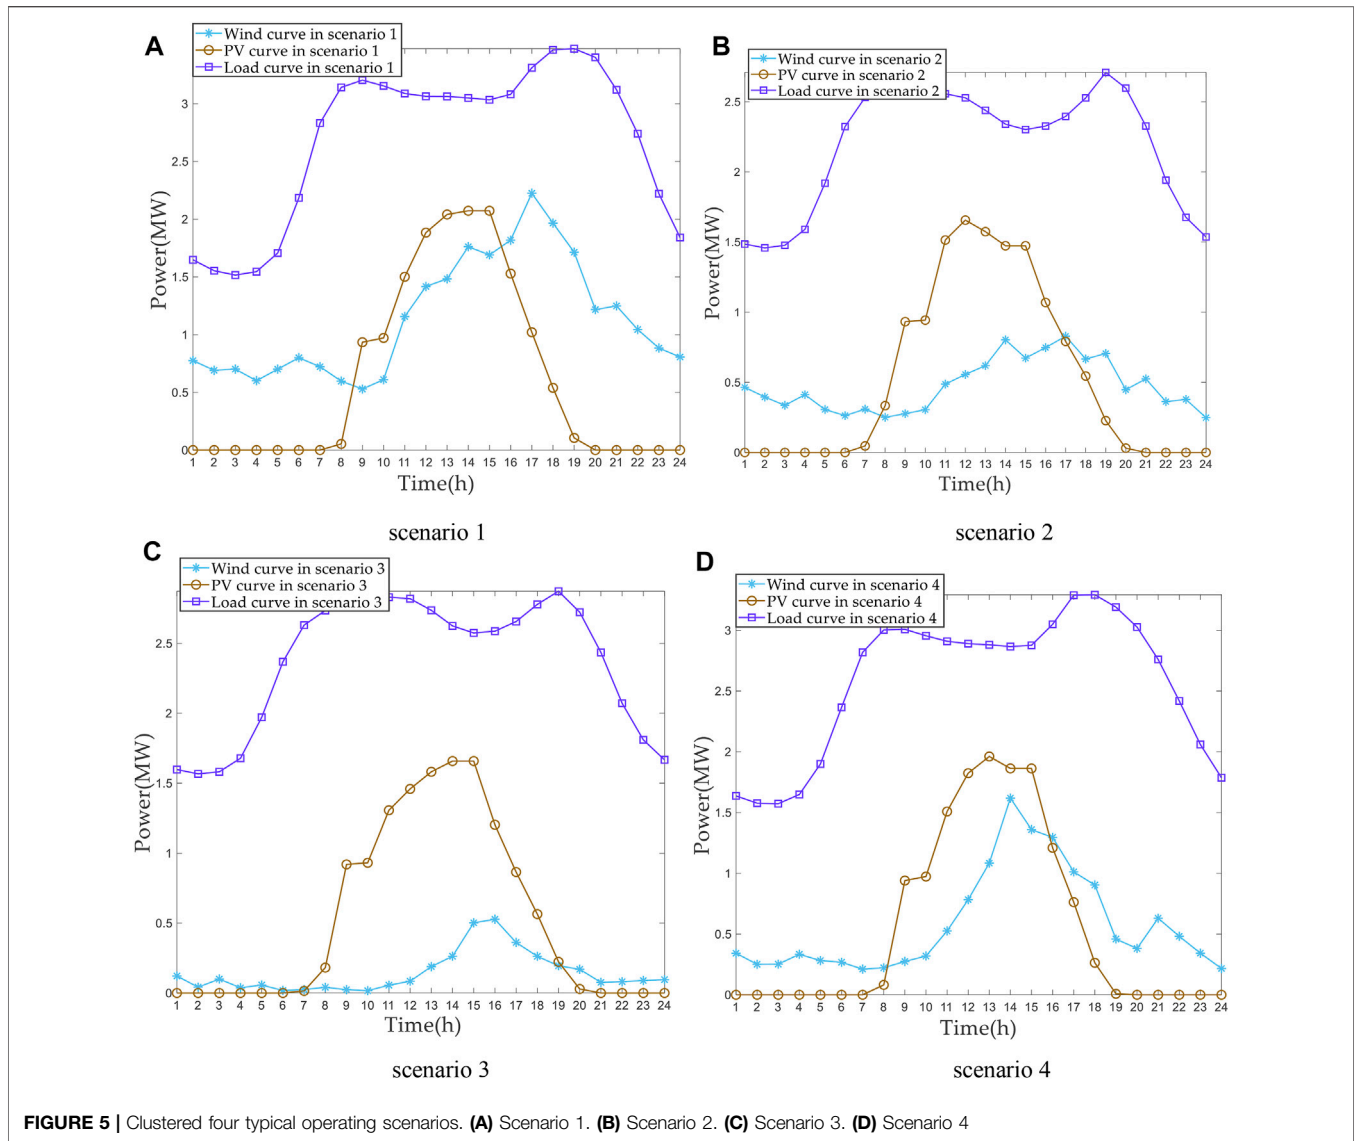 A
Wind curve in scenario 1
PV curve in scenario 1
Load curve in scenario 1
Power(MW)
3
2.5
2
1.5
1
0.5
0
1 2 3 4 5 6 7 8 9 10 11 12 13 14 15 16 17 18 19 20 21 22 23 24
Time(h)
scenario 1
B
Wind curve in scenario 2
PV curve in scenario 2
Load curve in scenario 2
Power(MW)
2.5
2
1.5
1
0.5
0
1 2 3 4 5 6 7 8 9 10 11 12 13 14 15 16 17 18 19 20 21 22 23 24
Time(h)
scenario 2
C
Wind curve in scenario 3
PV curve in scenario 3
Load curve in scenario 3
Power(MW)
2.5
2
1.5
1
0.5
0
1 2 3 4 5 6 7 8 9 10 11 12 13 14 15 16 17 18 19 20 21 22 23 24
Time(h)
scenario 3
D
Wind curve in scenario 4
PV curve in scenario 4
Load curve in scenario 4
Power(MW)
3
2.5
2
1.5
1
0.5
0
1 2 3 4 5 6 7 8 9 10 11 12 13 14 15 16 17 18 19 20 21 22 23 24
Time(h)
scenario 4
FIGURE 5 | Clustered four typical operating scenarios. (A) Scenario 1. (B) Scenario 2. (C) Scenario 3. (D) Scenario 4